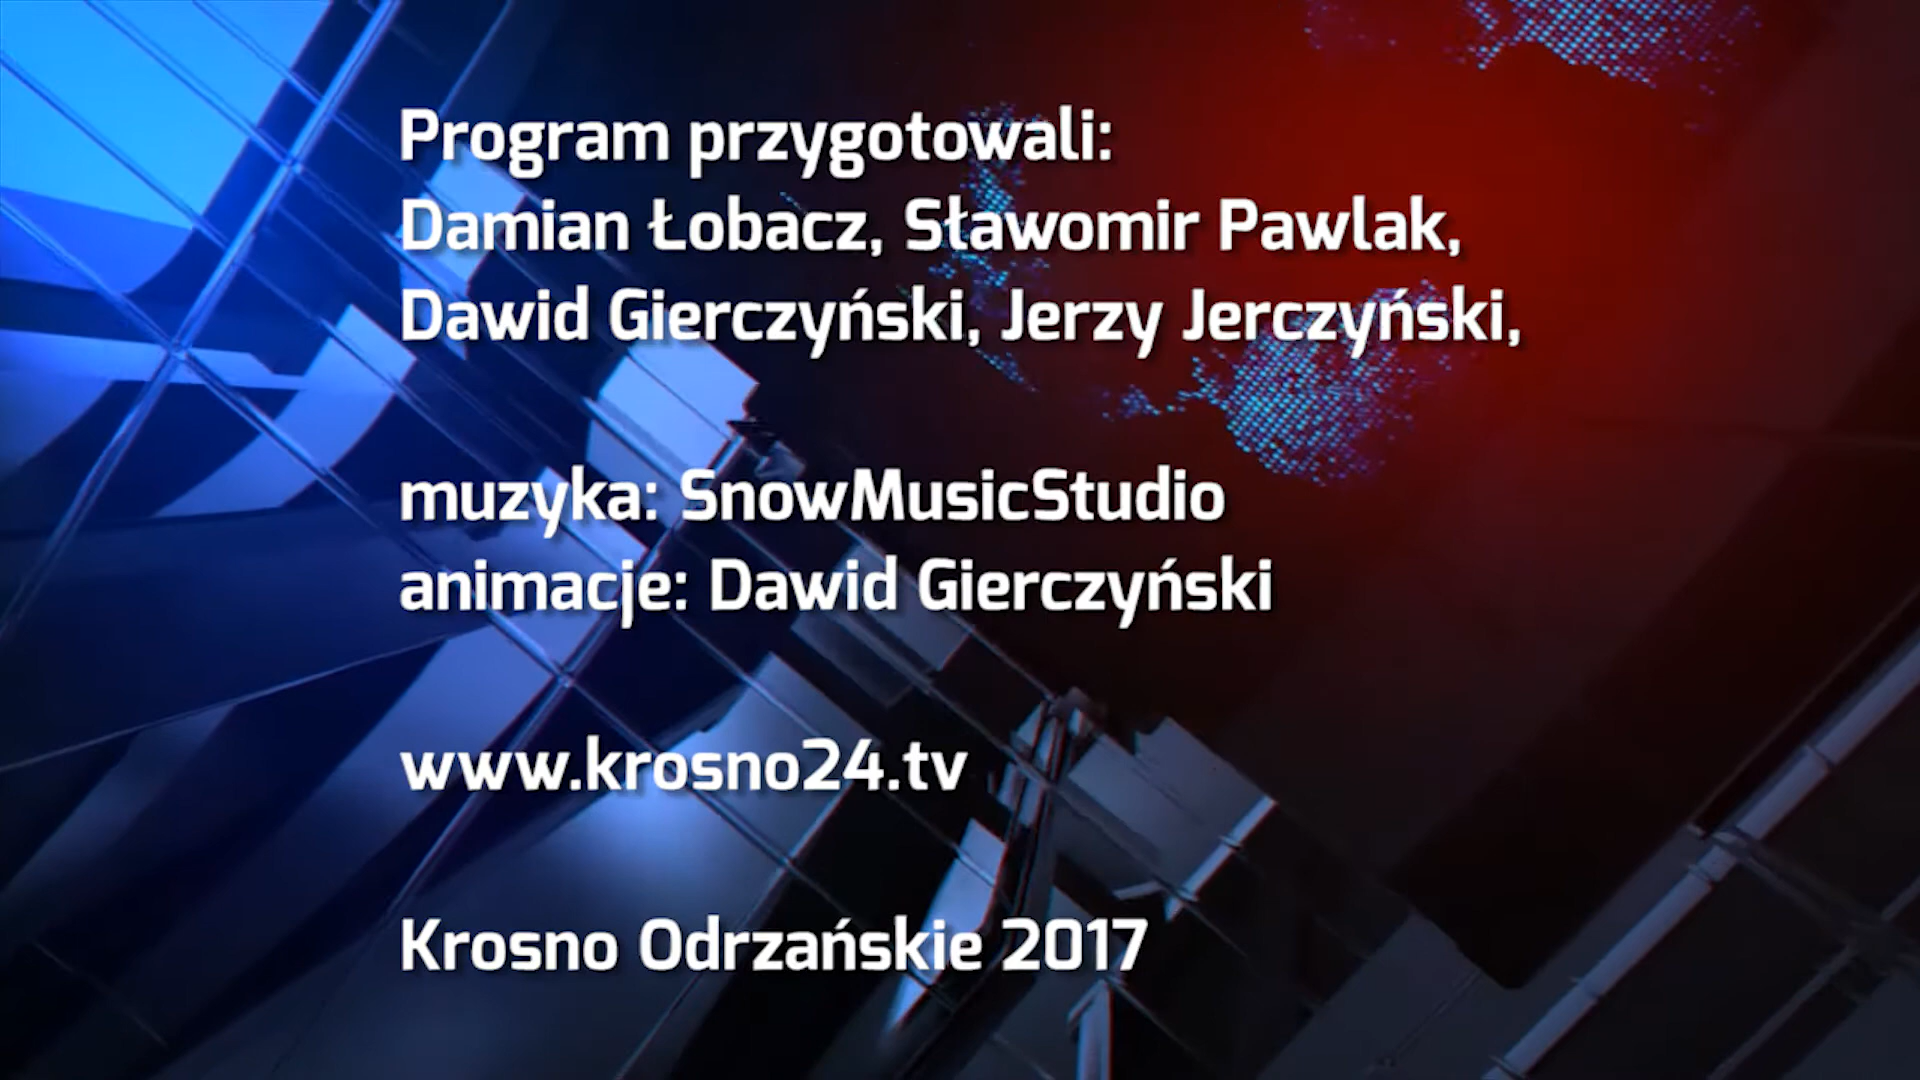 Program przygotowali:
Damian Łobacz, Sławomir Pawlak,
Dawid Gierczyński, Jerzy Jerczyński,
muzyka: SnowMusicStudio
animacje: Dawid Gierczyński
www.krosno24.tv
Krosno Odrzańskie 2017